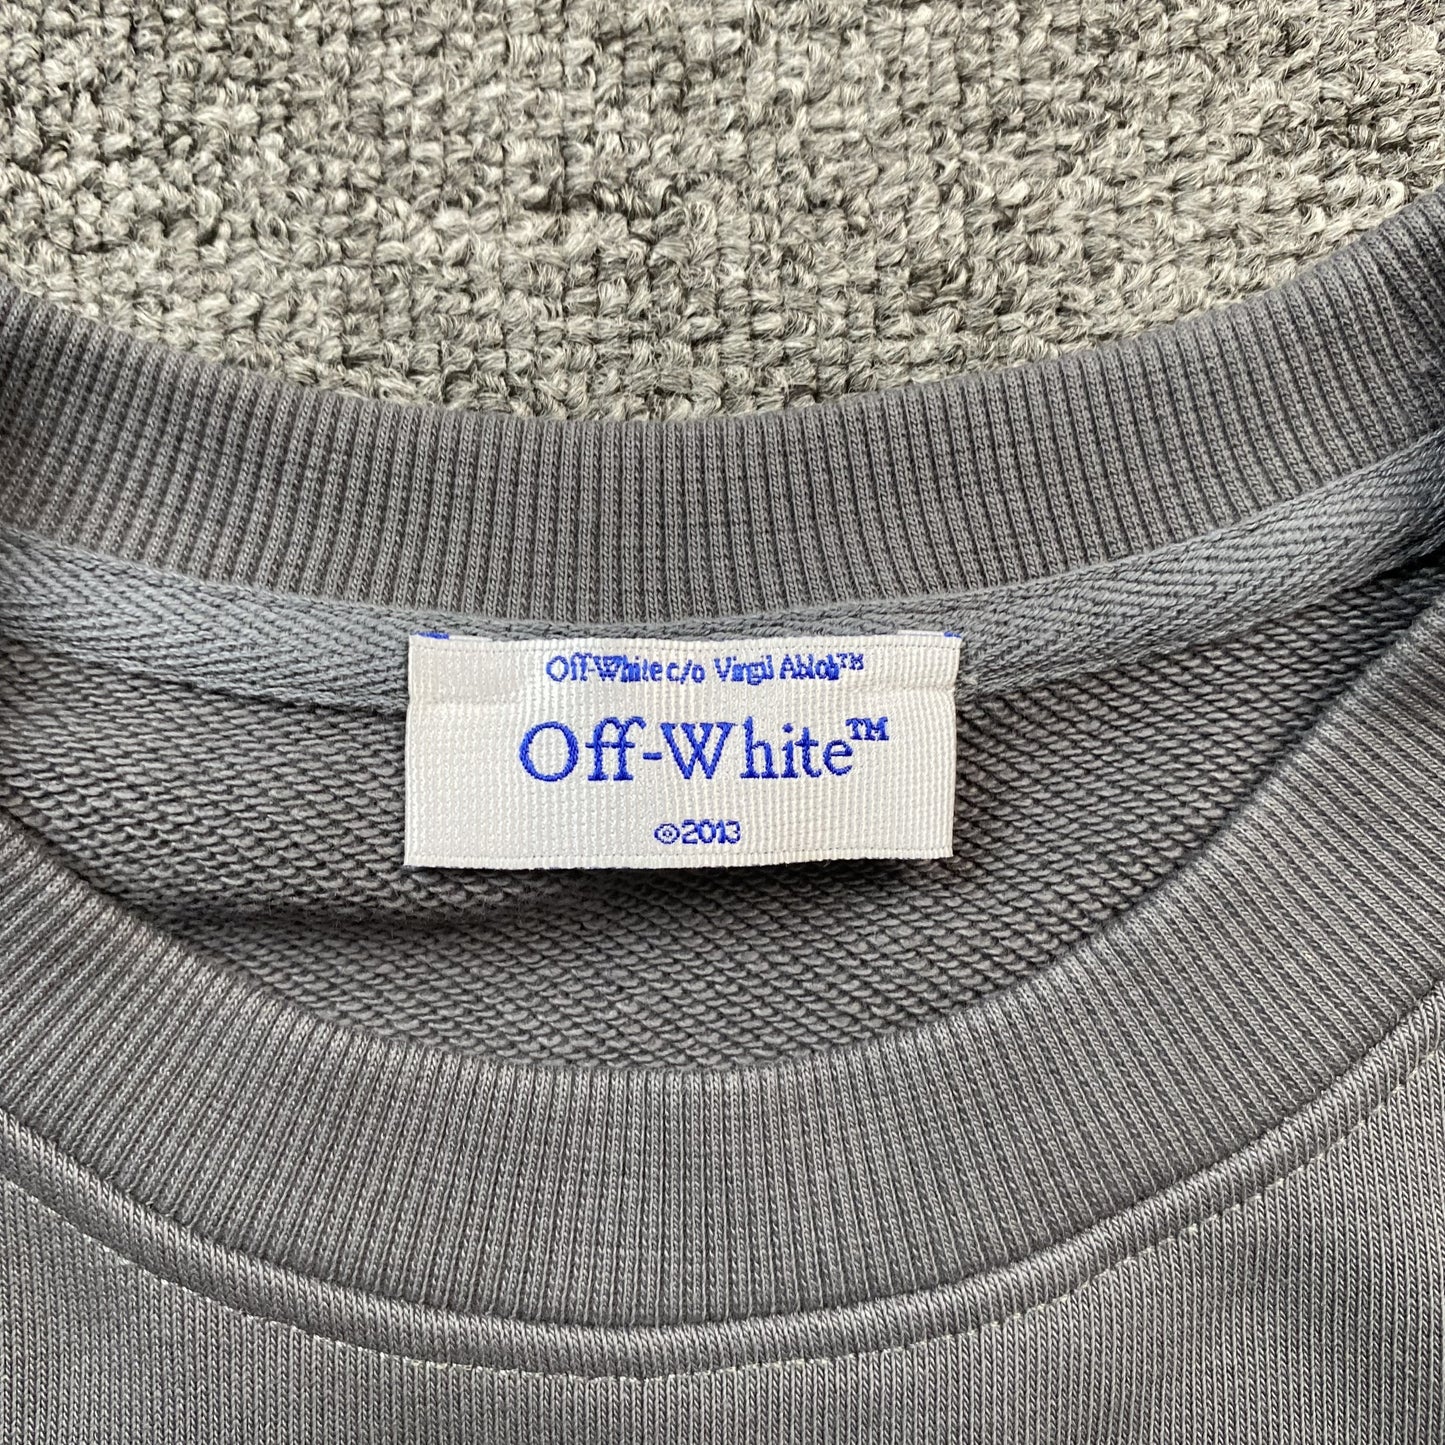 Off-White c/o Virgil Abloh™
Off-White™
©2013